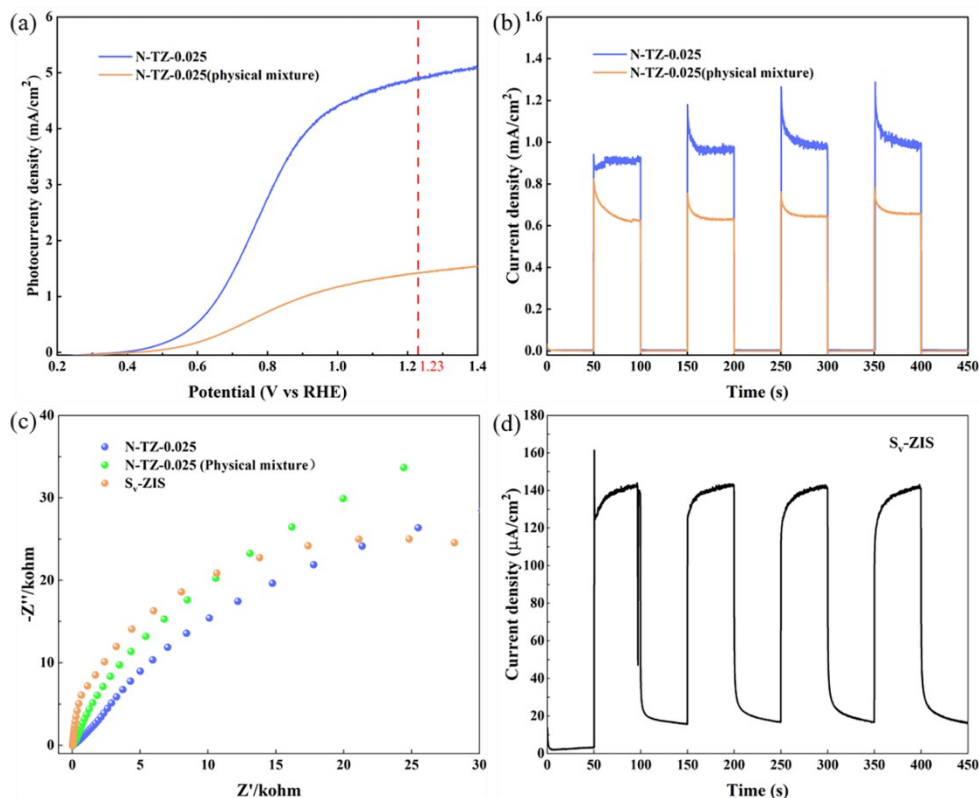 (a)
N-TZ-0.025
N-TZ-0.025(physical mixture)
Photocurrenty density (mA/cm²)
6
5
4
3
2
1
0
0.2 0.4 0.6 0.8 1.0 1.2 1.23 1.4
Potential (V vs RHE)
(b)
N-TZ-0.025
N-TZ-0.025(physical mixture)
Current density (mA/cm²)
1.6
1.4
1.2
1.0
0.8
0.6
0.4
0.2
0.0
0 50 100 150 200 250 300 350 400 450
Time (s)
(c)
N-TZ-0.025
N-TZ-0.025 (Physical mixture）
Sᵥ-ZIS
-Z''/kohm
40
30
20
10
0
0 5 10 15 20 25 30
Z'/kohm
(d)
Sᵥ-ZIS
Current density (μA/cm²)
180
160
140
120
100
80
60
40
20
0
0 50 100 150 200 250 300 350 400 450
Time (s)